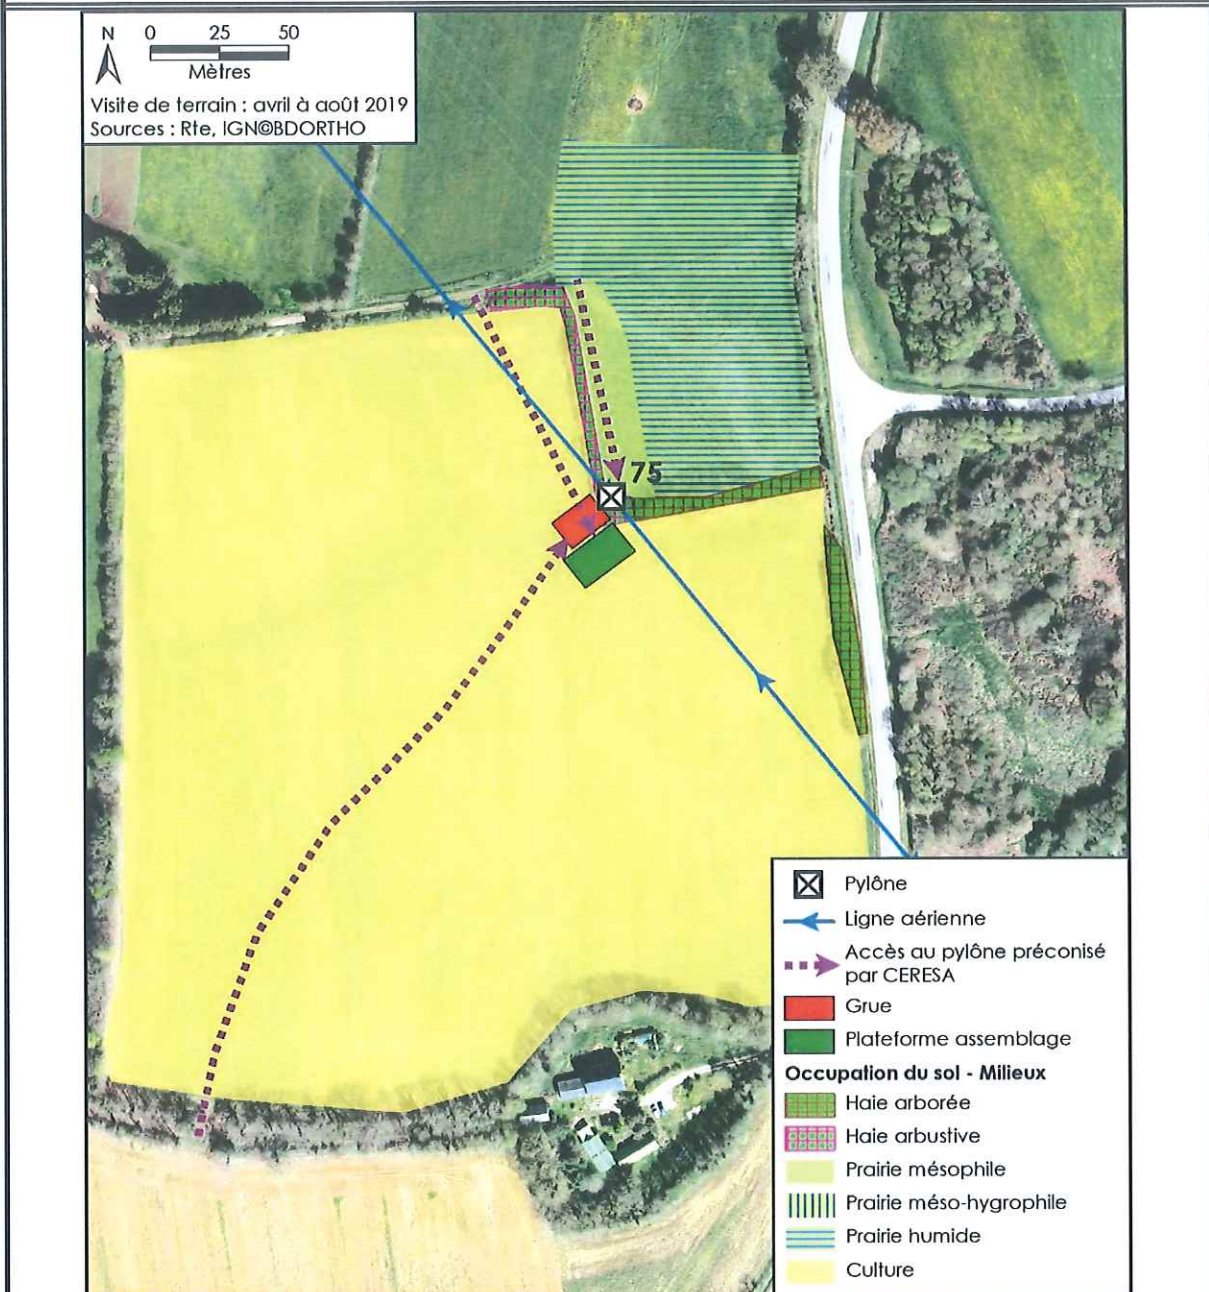 N 0 25 50
Mètres
Visite de terrain : avril à août 2019
Sources : Rte, IGN©BDORTHO
75
Pylône
Ligne aérienne
Accès au pylône préconisé
par CERESA
Grue
Plateforme assemblage
Occupation du sol - Milieux
Haie arborée
Haie arbustive
Prairie mésophile
Prairie méso-hygrophile
Prairie humide
Culture